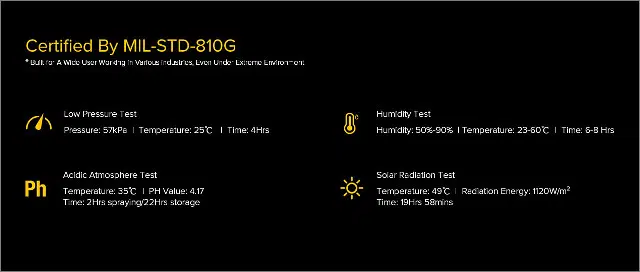 Certified By MIL-STD-810G
* Built for A Wide User Working in Various Industries, Even Under Extreme Environment
Low Pressure Test
Pressure: 57kPa | Temperature: 25℃ | Time: 4Hrs
Humidity Test
Humidity: 50%-90% | Temperature: 23-60℃ | Time: 6-8 Hrs
Ph
Acidic Atmosphere Test
Temperature: 35℃ | PH Value: 4.17
Time: 2Hrs spraying/22Hrs storage
Solar Radiation Test
Temperature: 49℃ | Radiation Energy: 1120W/m²
Time: 19Hrs 58mins